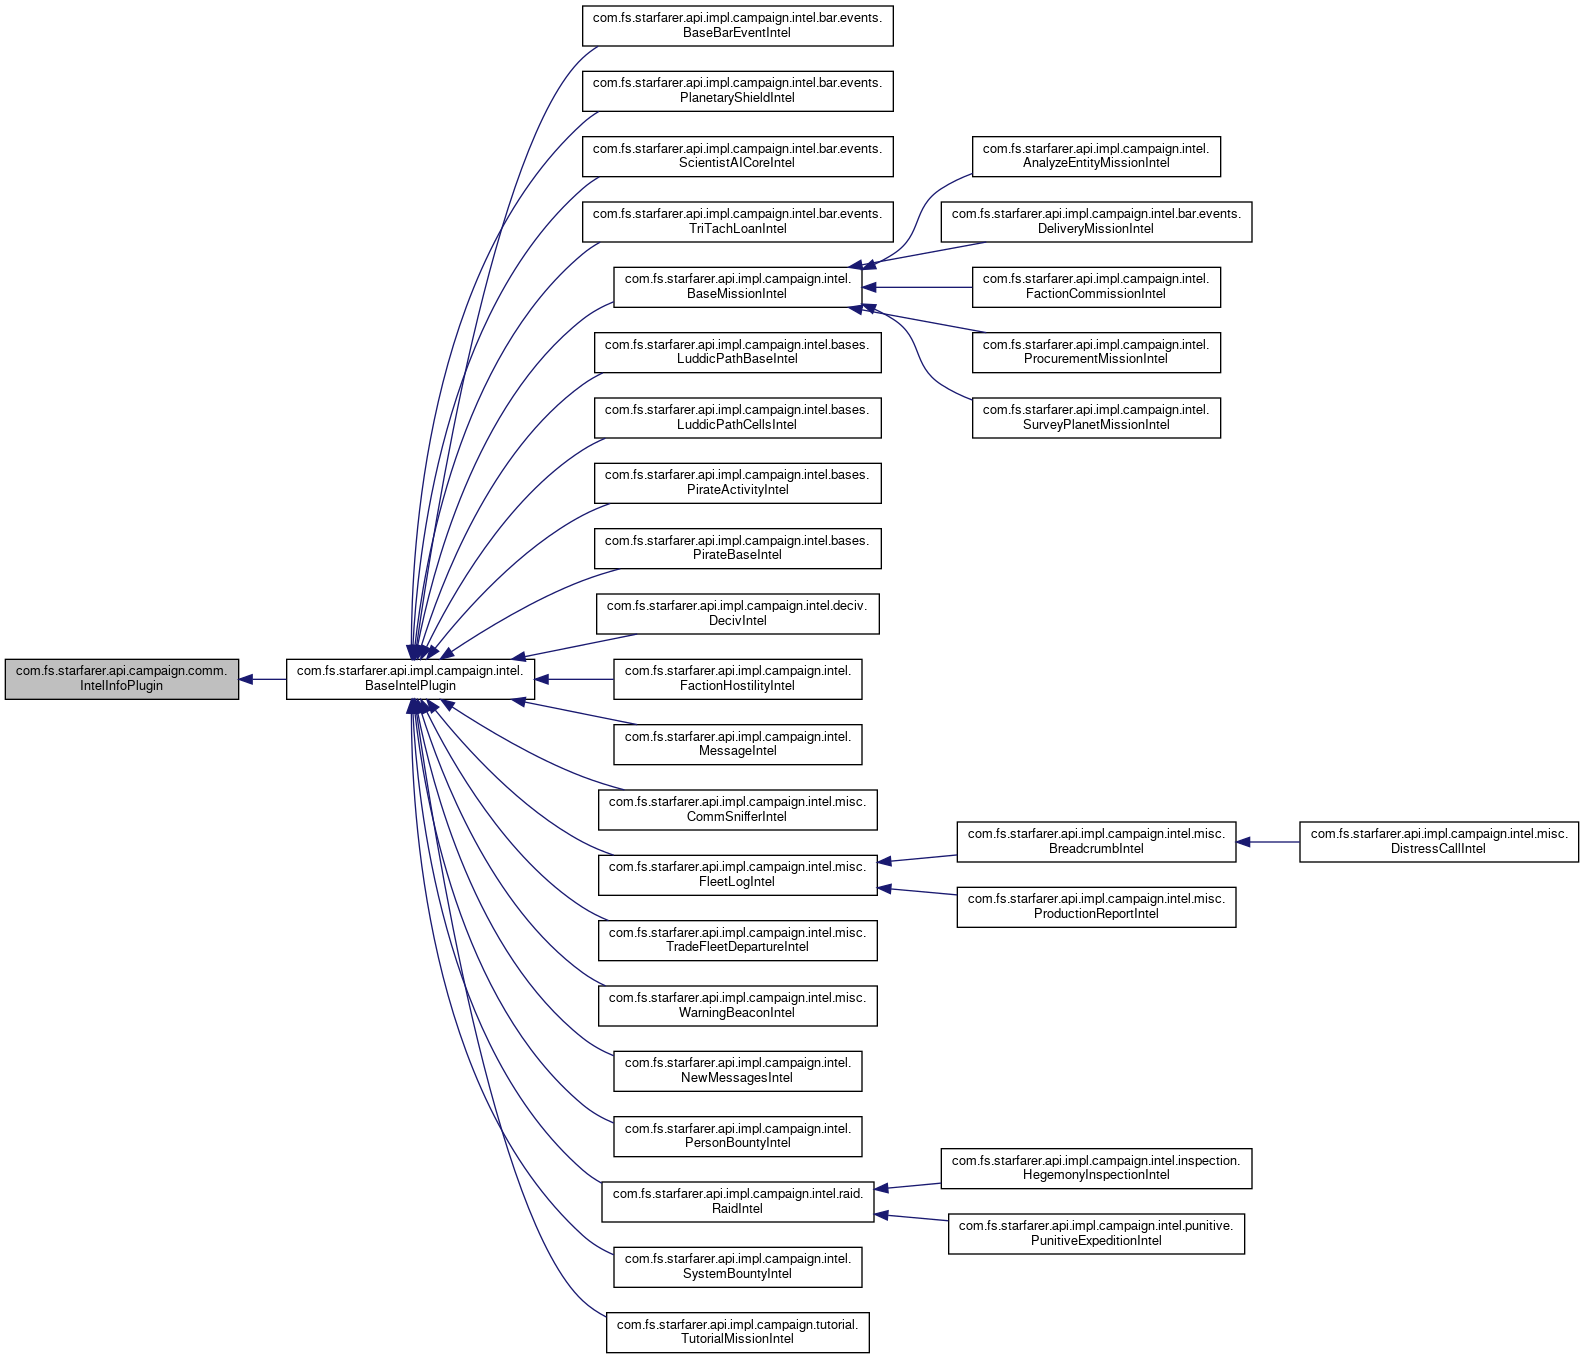 com.fs.starfarer.api.campaign.comm.
IntelInfoPlugin
com.fs.starfarer.api.impl.campaign.intel.
BaseIntelPlugin
com.fs.starfarer.api.impl.campaign.intel.bar.events.
BaseBarEventIntel
com.fs.starfarer.api.impl.campaign.intel.bar.events.
PlanetaryShieldIntel
com.fs.starfarer.api.impl.campaign.intel.bar.events.
ScientistAICoreIntel
com.fs.starfarer.api.impl.campaign.intel.bar.events.
TriTachLoanIntel
com.fs.starfarer.api.impl.campaign.intel.
BaseMissionIntel
com.fs.starfarer.api.impl.campaign.intel.bases.
LuddicPathBaseIntel
com.fs.starfarer.api.impl.campaign.intel.bases.
LuddicPathCellsIntel
com.fs.starfarer.api.impl.campaign.intel.bases.
PirateActivityIntel
com.fs.starfarer.api.impl.campaign.intel.bases.
PirateBaseIntel
com.fs.starfarer.api.impl.campaign.intel.deciv.
DecivIntel
com.fs.starfarer.api.impl.campaign.intel.
FactionHostilityIntel
com.fs.starfarer.api.impl.campaign.intel.
MessageIntel
com.fs.starfarer.api.impl.campaign.intel.misc.
CommSnifferIntel
com.fs.starfarer.api.impl.campaign.intel.misc.
FleetLogIntel
com.fs.starfarer.api.impl.campaign.intel.misc.
TradeFleetDepartureIntel
com.fs.starfarer.api.impl.campaign.intel.misc.
WarningBeaconIntel
com.fs.starfarer.api.impl.campaign.intel.
NewMessagesIntel
com.fs.starfarer.api.impl.campaign.intel.
PersonBountyIntel
com.fs.starfarer.api.impl.campaign.intel.raid.
RaidIntel
com.fs.starfarer.api.impl.campaign.intel.
SystemBountyIntel
com.fs.starfarer.api.impl.campaign.tutorial.
TutorialMissionIntel
com.fs.starfarer.api.impl.campaign.intel.
AnalyzeEntityMissionIntel
com.fs.starfarer.api.impl.campaign.intel.bar.events.
DeliveryMissionIntel
com.fs.starfarer.api.impl.campaign.intel.
FactionCommissionIntel
com.fs.starfarer.api.impl.campaign.intel.
ProcurementMissionIntel
com.fs.starfarer.api.impl.campaign.intel.
SurveyPlanetMissionIntel
com.fs.starfarer.api.impl.campaign.intel.misc.
BreadcrumbIntel
com.fs.starfarer.api.impl.campaign.intel.misc.
ProductionReportIntel
com.fs.starfarer.api.impl.campaign.intel.inspection.
HegemonyInspectionIntel
com.fs.starfarer.api.impl.campaign.intel.punitive.
PunitiveExpeditionIntel
com.fs.starfarer.api.impl.campaign.intel.misc.
DistressCallIntel